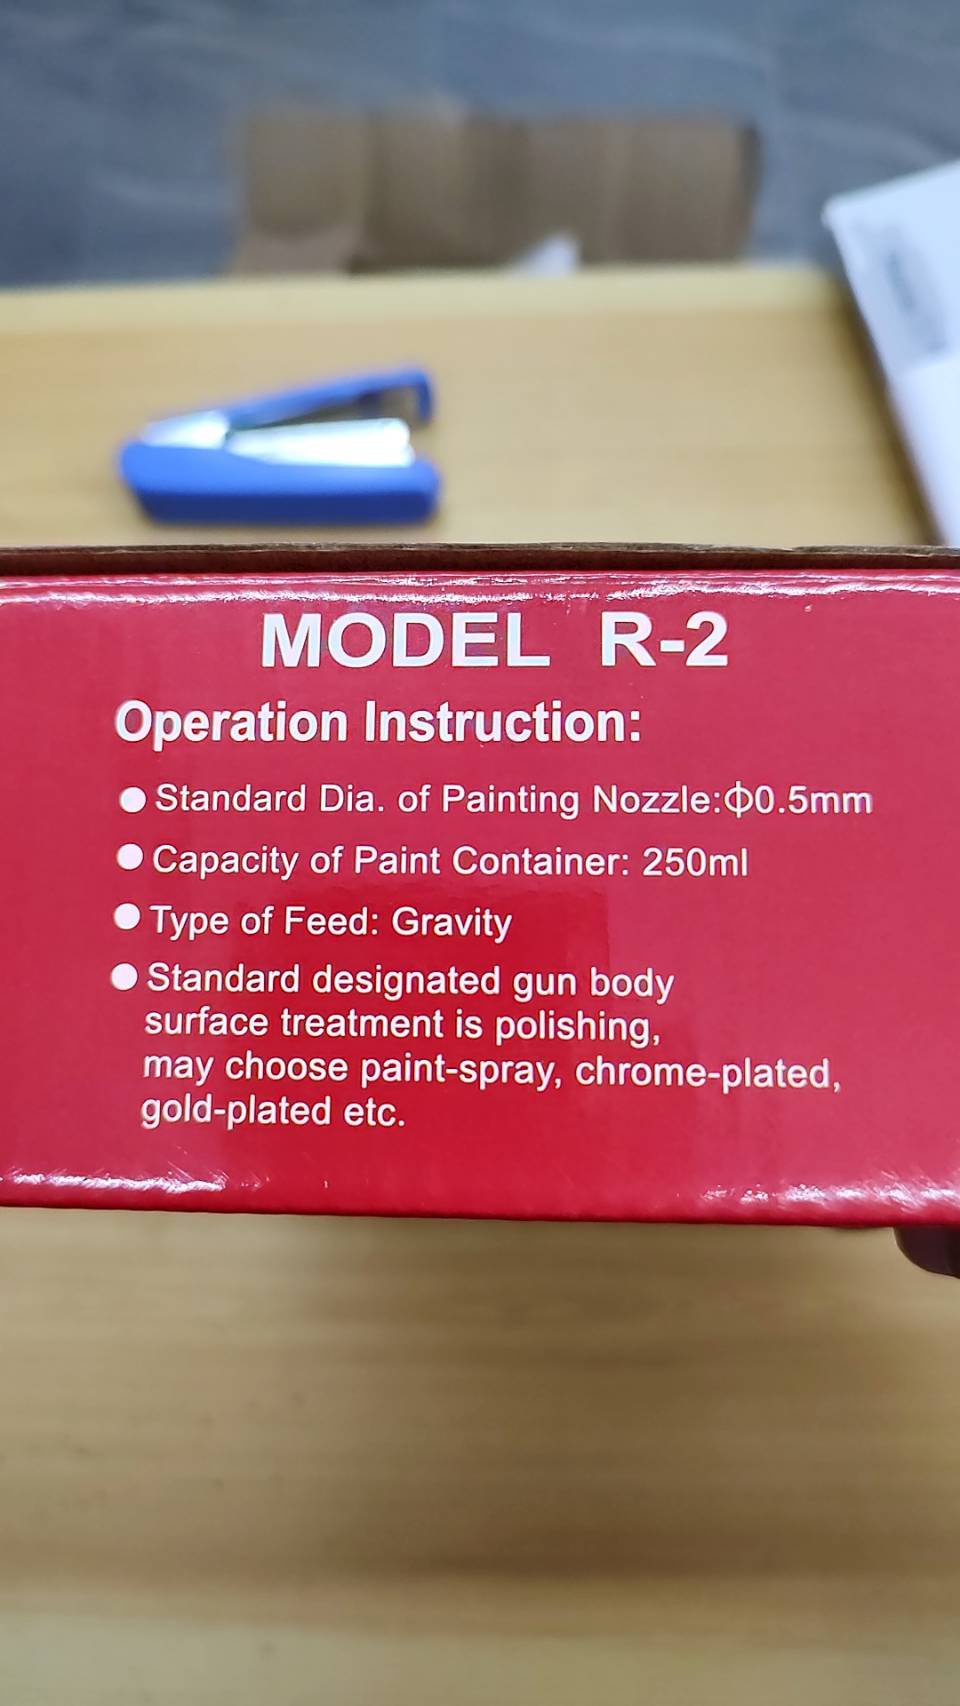 MODEL R-2
Operation Instruction:
● Standard Dia. of Painting Nozzle:Φ0.5mm
● Capacity of Paint Container: 250ml
● Type of Feed: Gravity
● Standard designated gun body
surface treatment is polishing,
may choose paint-spray, chrome-plated,
gold-plated etc.